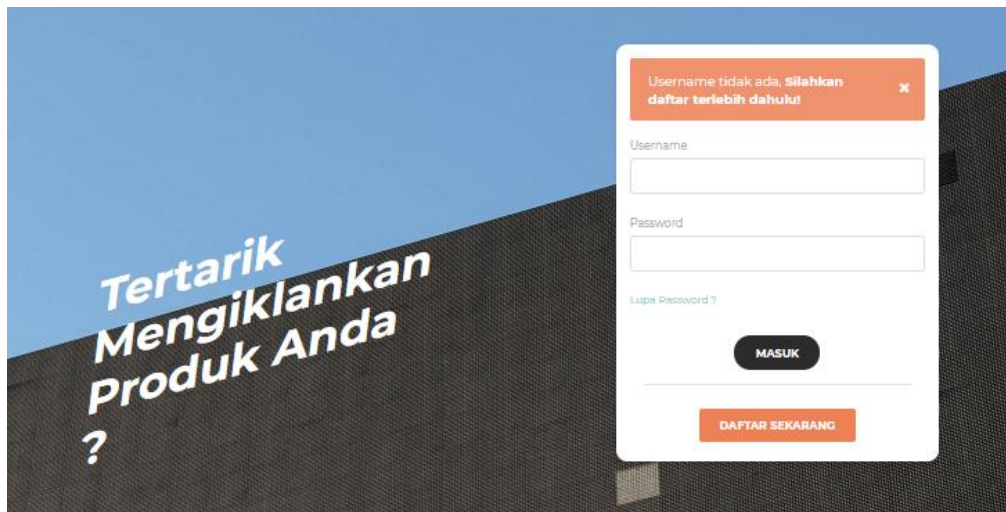 Tertarik
Mengiklankan
Produk Anda
?
Username tidak ada, Silahkan
daftar terlebih dahulu!
×
Username
Password
Lupa Password ?
MASUK
DAFTAR SEKARANG